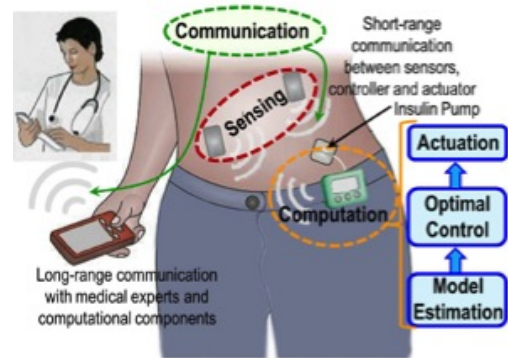 Communication
Short-range
communication
between sensors,
controller and actuator
Insulin Pump
Sensing
Actuation
Computation
Optimal
Control
Model
Estimation
Long-range communication
with medical experts and
computational components